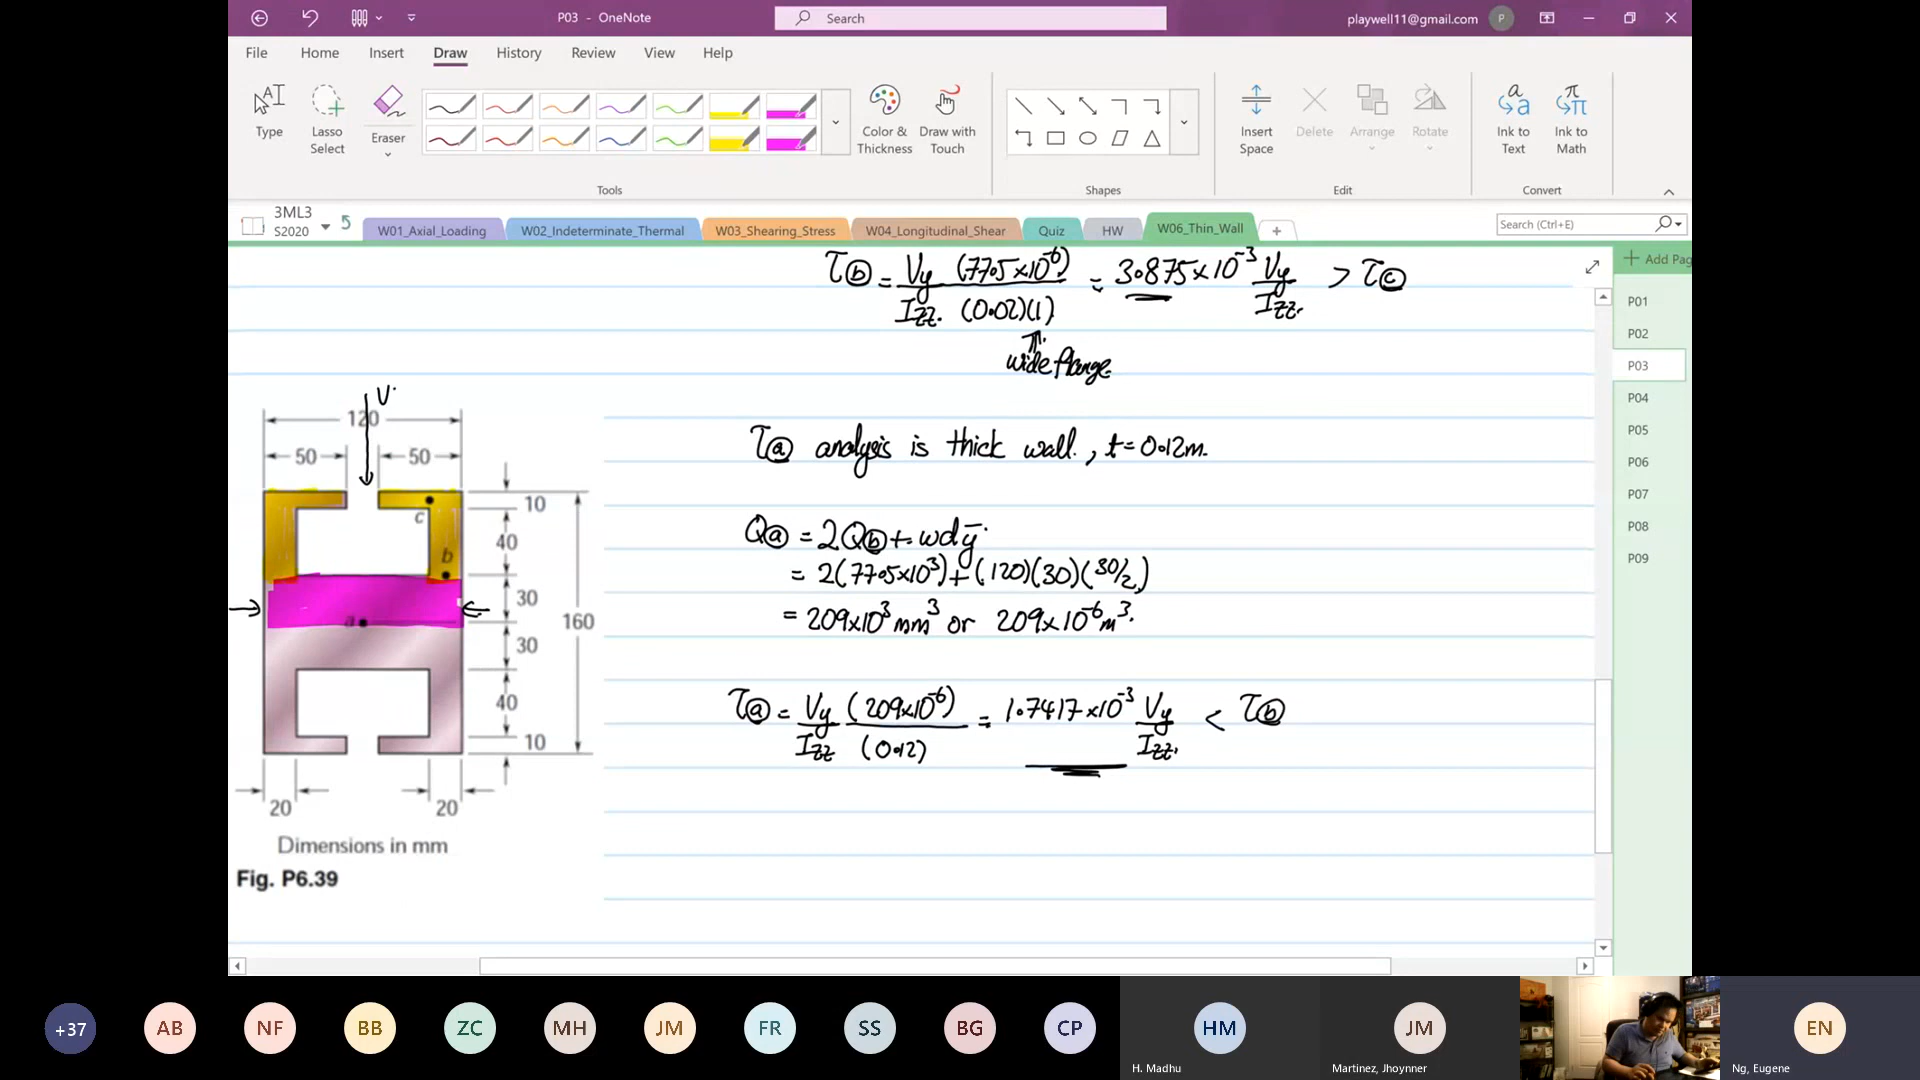 P03 - OneNote
Search
playwell11@gmail.com
P
File Home Insert Draw History Review View Help
Type
Lasso Select
Eraser
Color & Thickness
Draw with Touch
Insert Space
Delete
Arrange
Rotate
Ink to Text
Ink to Math
Tools
Shapes
Edit
Convert
3ML3 S2020
W01_Axial_Loading
W02_Indeterminate_Thermal
W03_Shearing_Stress
W04_Longitudinal_Shear
Quiz
HW
W06_Thin_Wall
Search (Ctrl+E)
Add Pag
P01
P02
P03
P04
P05
P06
P07
P08
P09
τⓑ = Vy (77.5×10⁻⁶) / Izz. (0.02)(1) = 3.875×10⁻³ Vy / Izz. > τⓒ
wide flange.
τⓐ analysis is thick wall., t=0.12m.
Qⓐ = 2Qⓑ + wdȳ
= 2(77.5×10³)+(120)(30)(30/2)
= 209×10³ mm³ or 209×10⁻⁶m³.
τⓐ = Vy (209×10⁻⁶) / Izz (0.12) = 1.7417×10⁻³ Vy / Izz. < τⓑ
V
120
50
50
10
c
40
b
30
a
160
30
40
10
20
20
Dimensions in mm
Fig. P6.39
+37
AB
NF
BB
ZC
MH
JM
FR
SS
BG
CP
HM
H. Madhu
JM
Martinez, Jhoynner
EN
Ng, Eugene